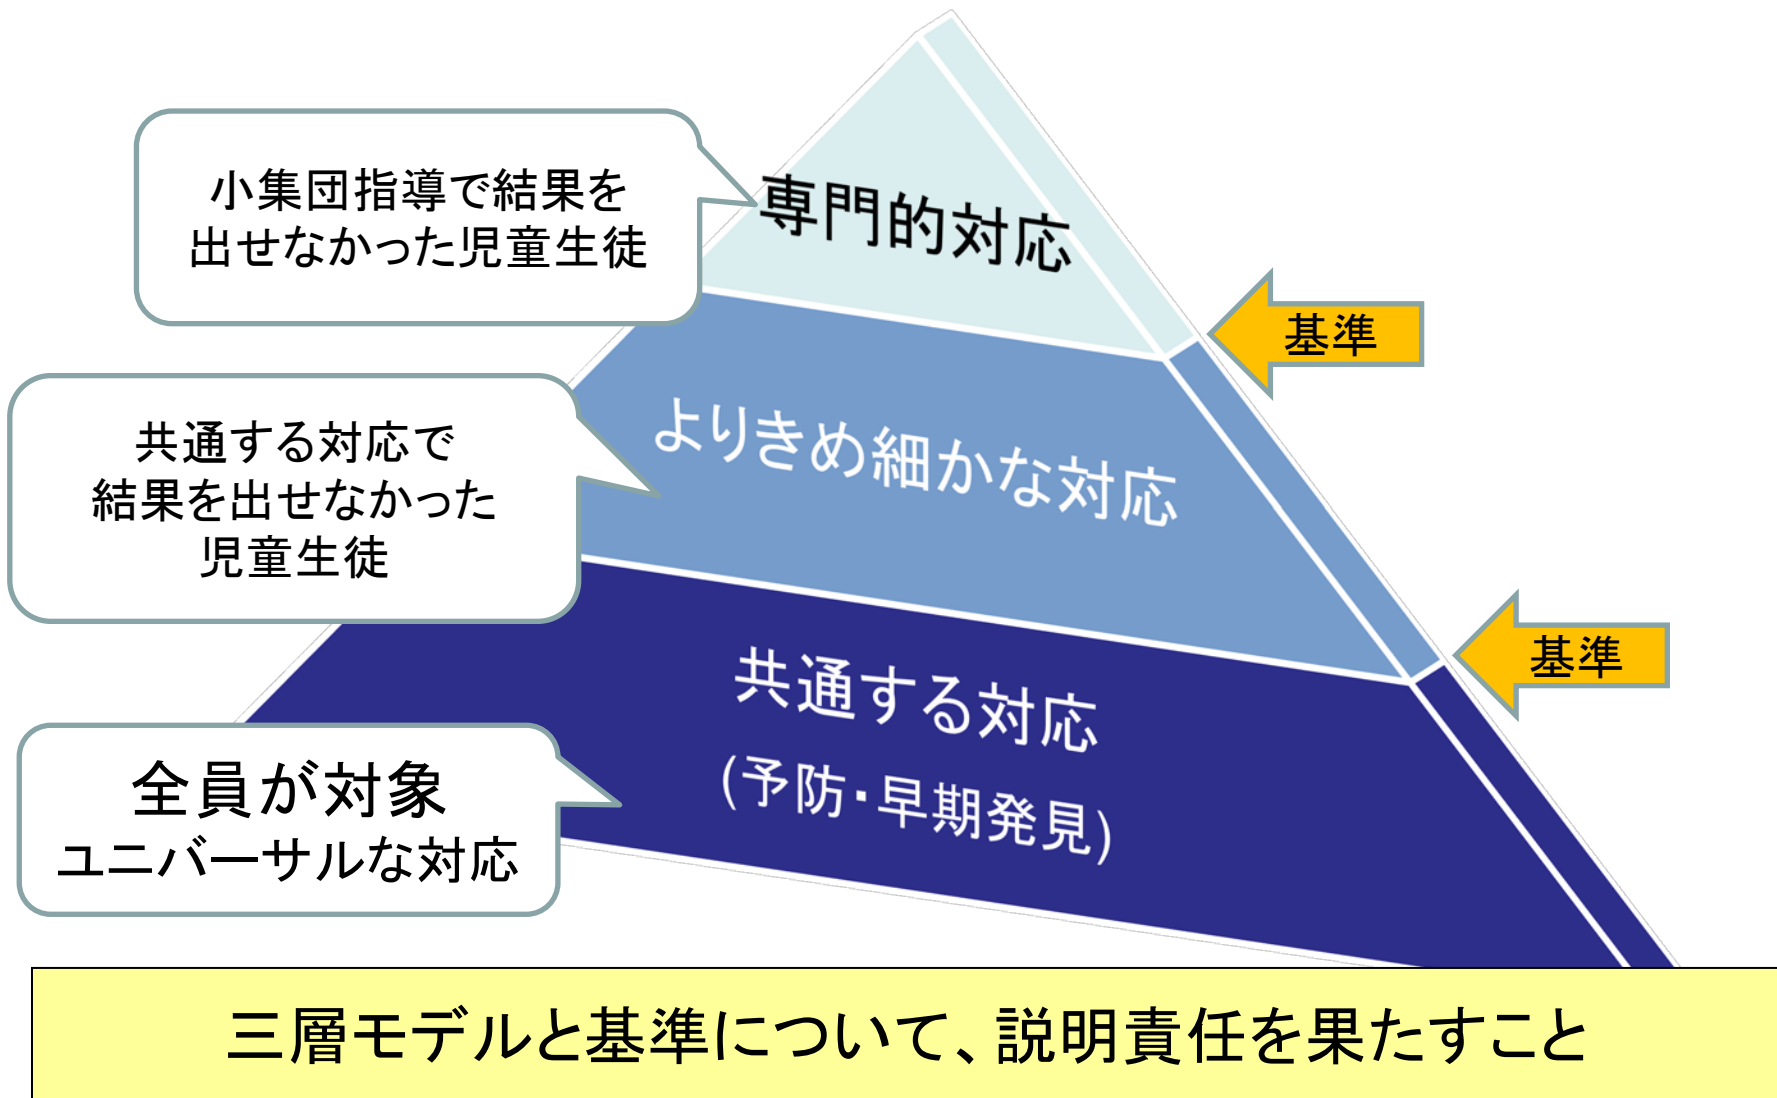 小集団指導で結果を
出せなかった児童生徒
専門的対応
基準
共通する対応で
結果を出せなかった
児童生徒
よりきめ細かな対応
基準
全員が対象
ユニバーサルな対応
共通する対応
(予防・早期発見)
三層モデルと基準について、説明責任を果たすこと